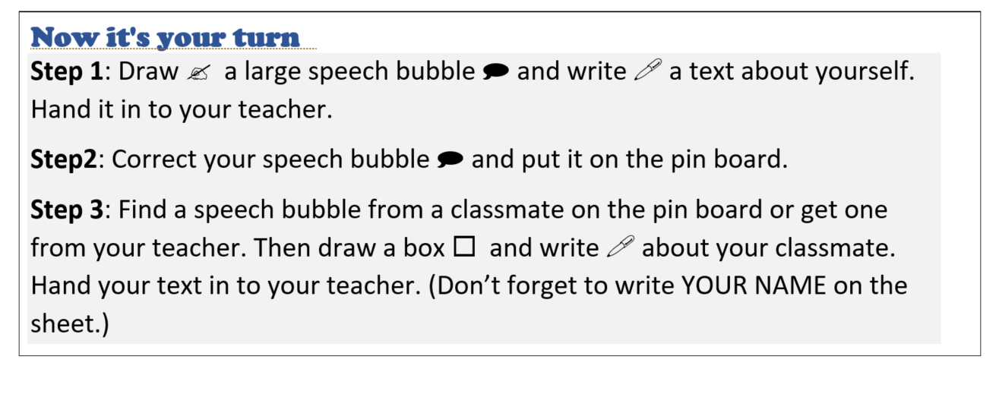 Now it's your turn
Step 1: Draw ✍ a large speech bubble 🗩 and write 🖉 a text about yourself.
Hand it in to your teacher.
Step2: Correct your speech bubble 🗩 and put it on the pin board.
Step 3: Find a speech bubble from a classmate on the pin board or get one
from your teacher. Then draw a box ☐ and write 🖉 about your classmate.
Hand your text in to your teacher. (Don’t forget to write YOUR NAME on the
sheet.)